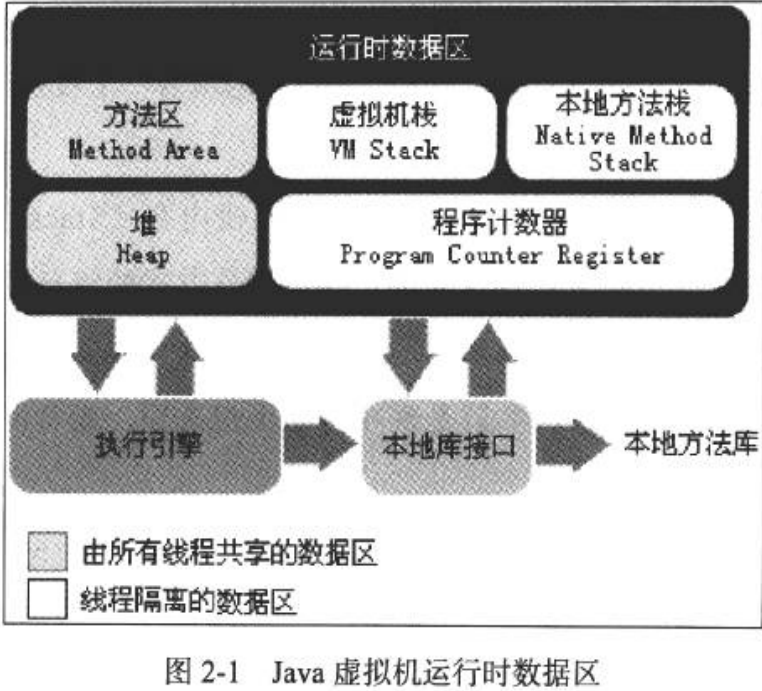 运行时数据区
方法区
Method Area
虚拟机栈
VM Stack
本地方法栈
Native Method
Stack
堆
Heap
程序计数器
Program Counter Register
执行引擎
本地库接口
本地方法库
由所有线程共享的数据区
线程隔离的数据区
图 2-1 Java 虚拟机运行时数据区